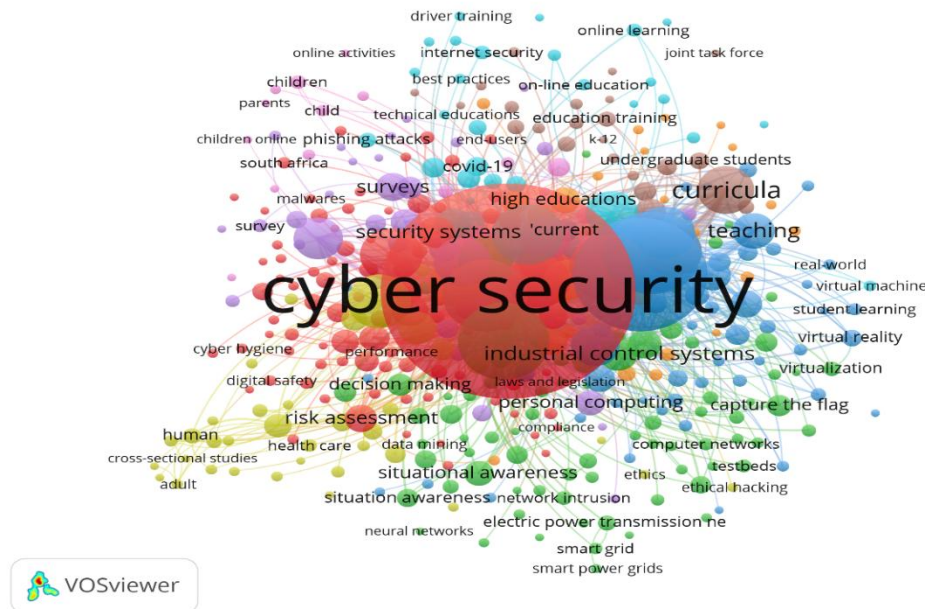 driver training
online learning
online activities
internet security
joint task force
children
best practices
on-line education
parents
child
technical educations
education training
children online
phishing attacks
end-users
k-12
south africa
covid-19
undergraduate students
malwares
surveys
high educations
curricula
survey
security systems
'current
teaching
cyber security
real-world
virtual machine
student learning
cyber hygiene
performance
industrial control systems
virtual reality
virtualization
digital safety
decision making
laws and legislation
personal computing
capture the flag
risk assessment
compliance
human
health care
data mining
computer networks
cross-sectional studies
situational awareness
ethics
testbeds
adult
situation awareness
network intrusion
ethical hacking
neural networks
electric power transmission ne
smart grid
smart power grids
VOSviewer